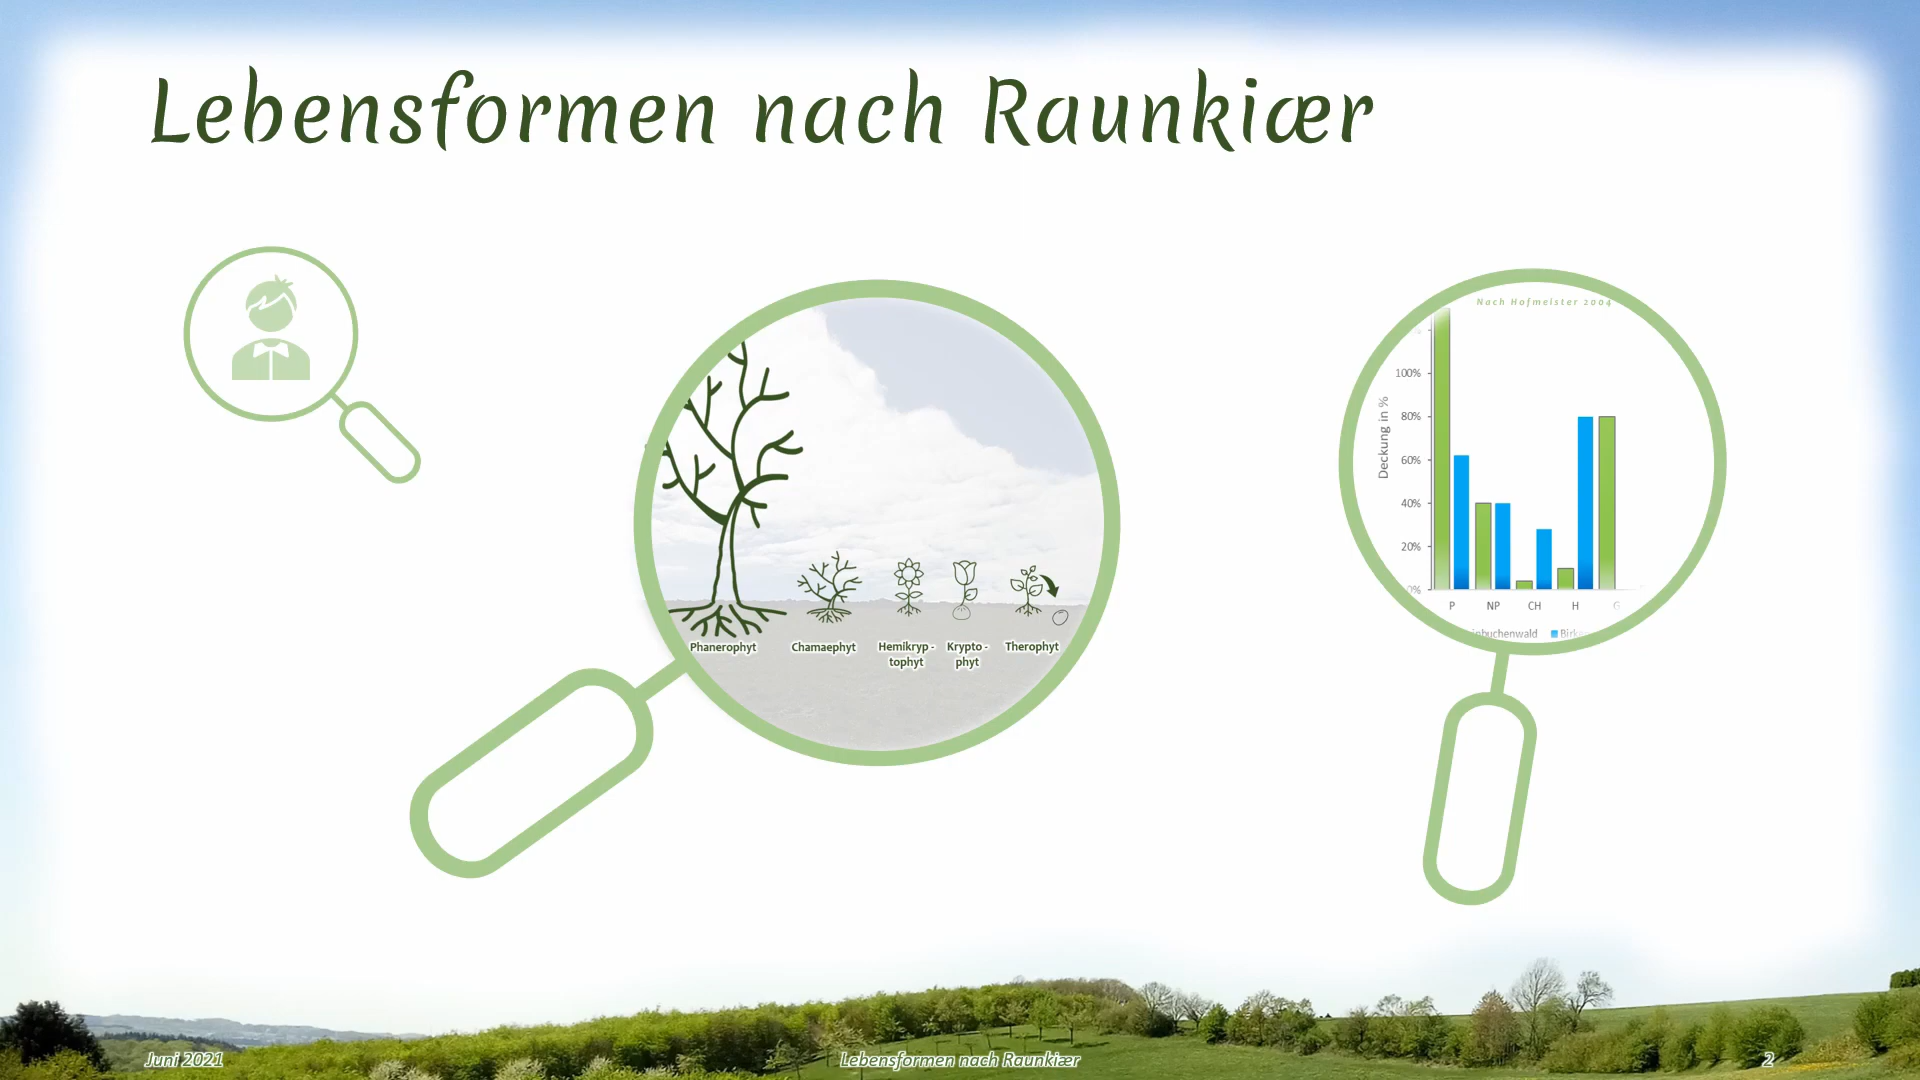 Lebensformen nach Raunkiær
Phanerophyt
Chamaephyt
Hemikryp-
tophyt
Krypto-
phyt
Therophyt
Nach Hofmeister 2004
Deckung in %
100%
80%
60%
40%
20%
0%
P NP CH H G
Juni 2021
Lebensformen nach Raunkiær
2